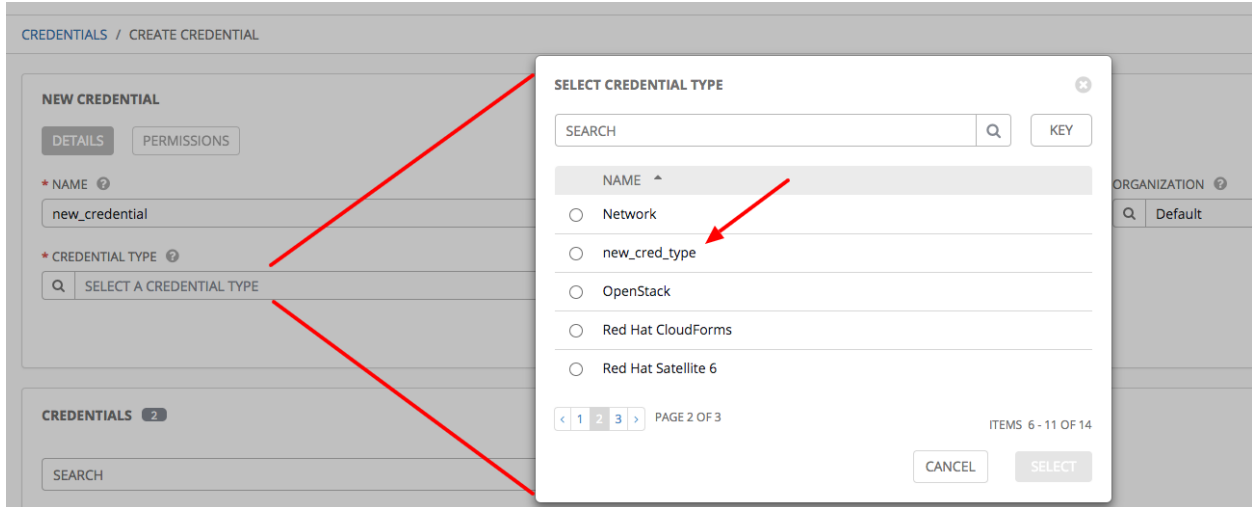 CREDENTIALS / CREATE CREDENTIAL
NEW CREDENTIAL
DETAILS
PERMISSIONS
* NAME
new_credential
* CREDENTIAL TYPE
SELECT A CREDENTIAL TYPE
ORGANIZATION
Default
CREDENTIALS 2
SEARCH
SELECT CREDENTIAL TYPE
SEARCH
KEY
NAME
Network
new_cred_type
OpenStack
Red Hat CloudForms
Red Hat Satellite 6
< 1 2 3 > PAGE 2 OF 3
ITEMS 6 - 11 OF 14
CANCEL
SELECT